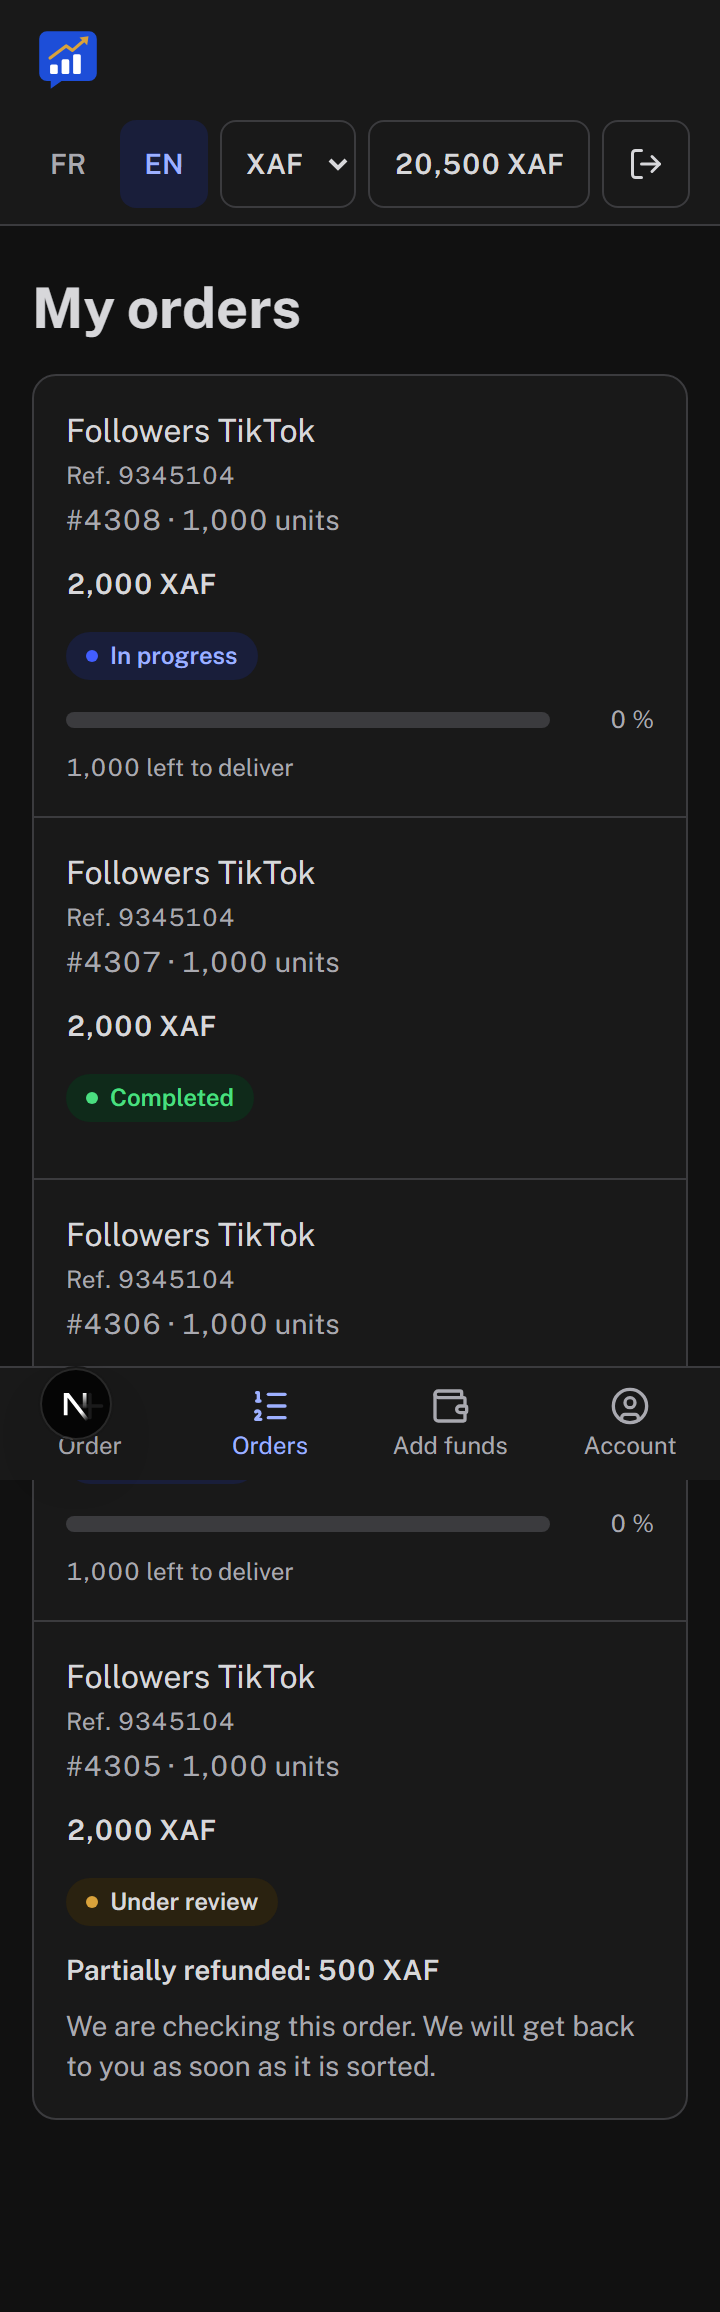 FR EN XAF 20,500 XAF
My orders
Followers TikTok
Ref. 9345104
#4308 · 1,000 units
2,000 XAF
In progress
0 %
1,000 left to deliver
Followers TikTok
Ref. 9345104
#4307 · 1,000 units
2,000 XAF
Completed
Followers TikTok
Ref. 9345104
#4306 · 1,000 units
N
Order Orders Add funds Account
0 %
1,000 left to deliver
Followers TikTok
Ref. 9345104
#4305 · 1,000 units
2,000 XAF
Under review
Partially refunded: 500 XAF
We are checking this order. We will get back
to you as soon as it is sorted.